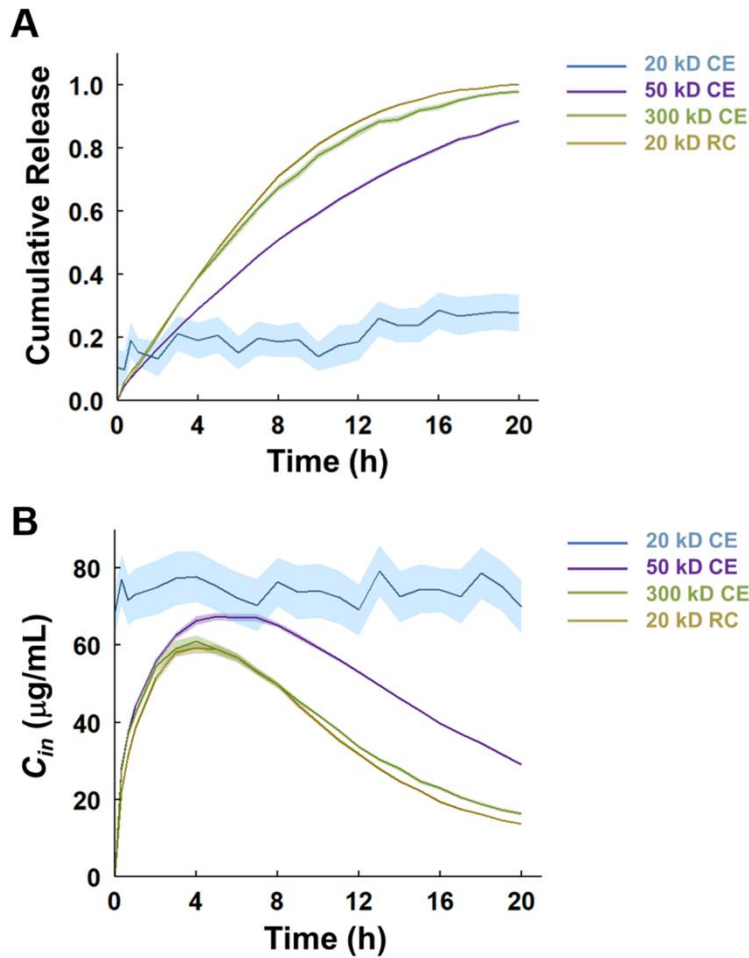 A
20 kD CE
50 kD CE
300 kD CE
20 kD RC
Cumulative Release
1.0
0.8
0.6
0.4
0.2
0.0
0 4 8 12 16 20
Time (h)
B
20 kD CE
50 kD CE
300 kD CE
20 kD RC
C_in (µg/mL)
80
60
40
20
0
0 4 8 12 16 20
Time (h)